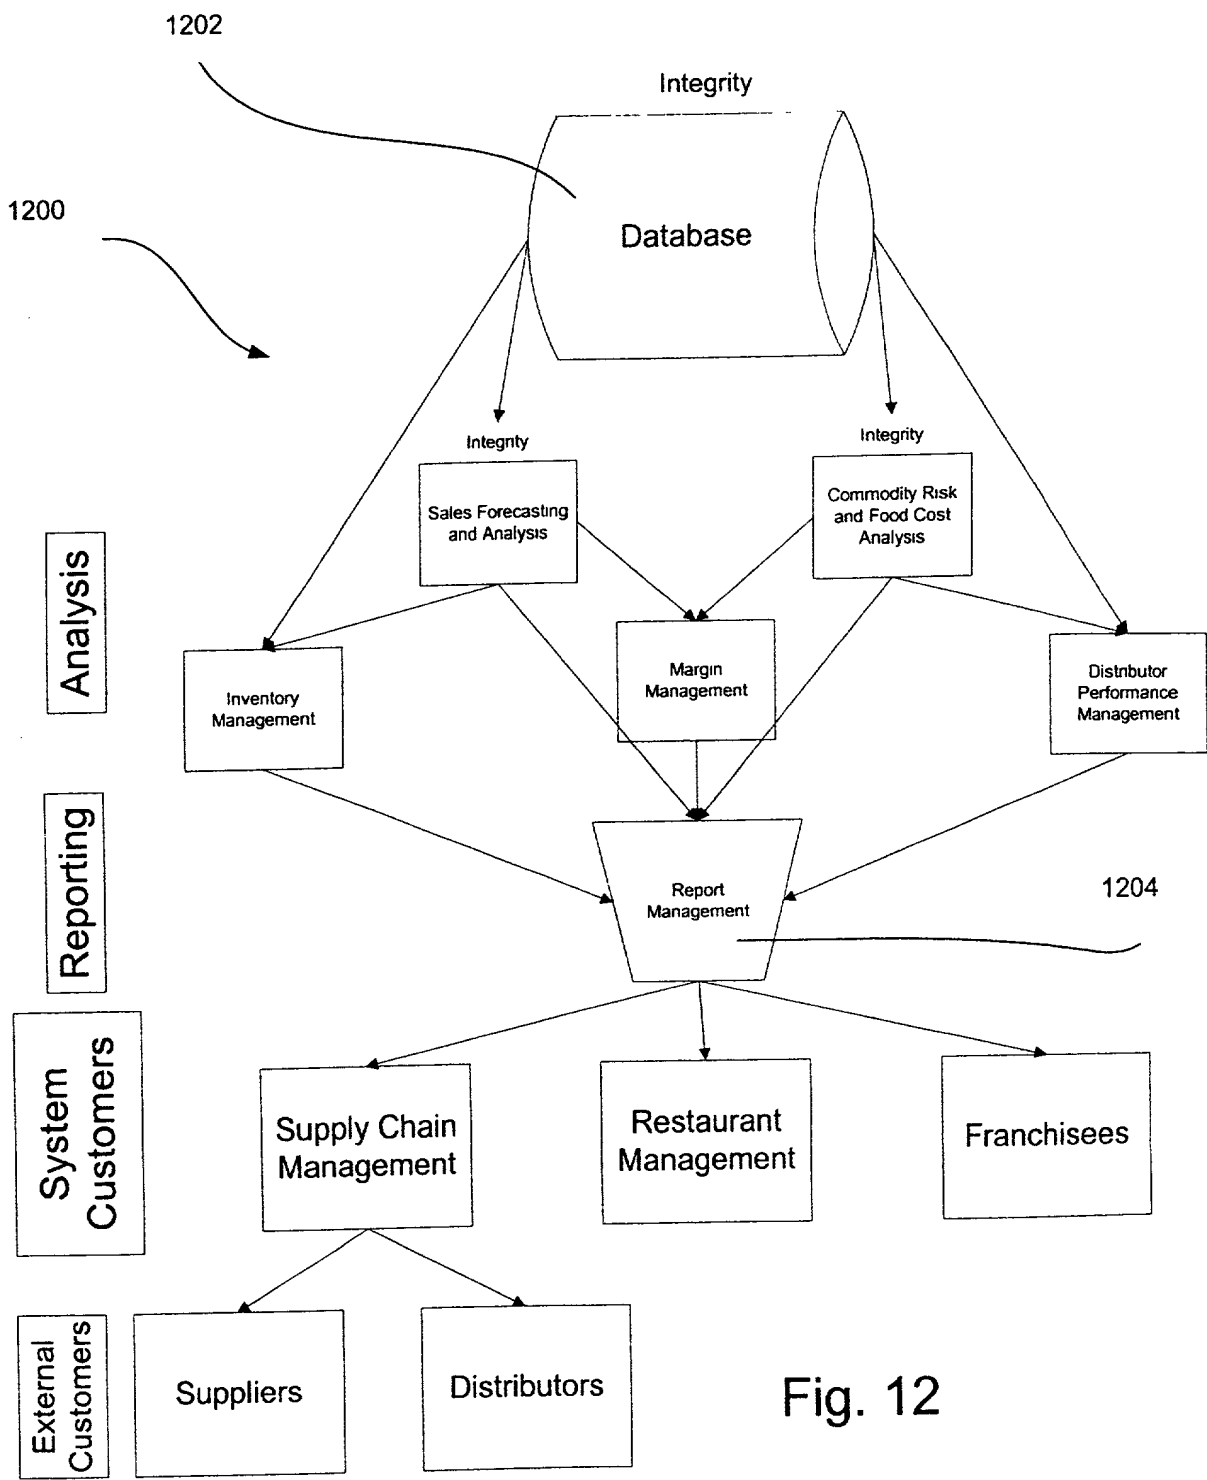 1202
Integrity
1200
Database
Integrity
Integrity
Sales Forecasting
and Analysis
Commodity Risk
and Food Cost
Analysis
Analysis
Inventory
Management
Margin
Management
Distributor
Performance
Management
Reporting
Report
Management
1204
System
Customers
Supply Chain
Management
Restaurant
Management
Franchisees
External
Customers
Suppliers
Distributors
Fig. 12